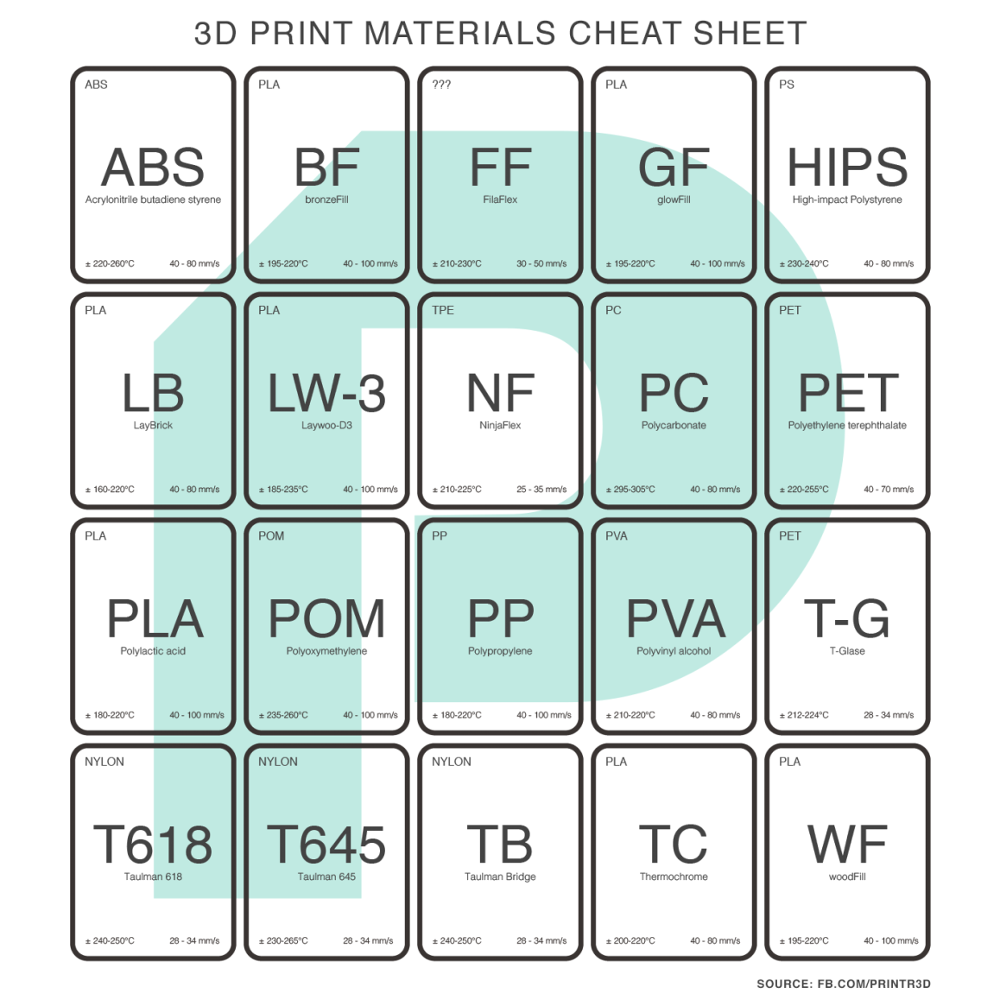 3D PRINT MATERIALS CHEAT SHEET
ABS
ABS
Acrylonitrile butadiene styrene
± 220-260°C 40 - 80 mm/s
PLA
BF
bronzeFill
± 195-220°C 40 - 100 mm/s
???
FF
FilaFlex
± 210-230°C 30 - 50 mm/s
PLA
GF
glowFill
± 195-220°C 40 - 100 mm/s
PS
HIPS
High-impact Polystyrene
± 230-240°C 40 - 80 mm/s
PLA
LB
LayBrick
± 160-220°C 40 - 80 mm/s
PLA
LW-3
Laywoo-D3
± 185-235°C 40 - 100 mm/s
TPE
NF
NinjaFlex
± 210-225°C 25 - 35 mm/s
PC
PC
Polycarbonate
± 295-305°C 40 - 80 mm/s
PET
PET
Polyethylene terephthalate
± 220-255°C 40 - 70 mm/s
PLA
PLA
Polylactic acid
± 180-220°C 40 - 100 mm/s
POM
POM
Polyoxymethylene
± 235-260°C 40 - 100 mm/s
PP
PP
Polypropylene
± 180-220°C 40 - 100 mm/s
PVA
PVA
Polyvinyl alcohol
± 210-220°C 40 - 80 mm/s
PET
T-G
T-Glase
± 212-224°C 28 - 34 mm/s
NYLON
T618
Taulman 618
± 240-250°C 28 - 34 mm/s
NYLON
T645
Taulman 645
± 230-265°C 28 - 34 mm/s
NYLON
TB
Taulman Bridge
± 240-250°C 28 - 34 mm/s
PLA
TC
Thermochrome
± 200-220°C 40 - 80 mm/s
PLA
WF
woodFill
± 195-220°C 40 - 100 mm/s
SOURCE: FB.COM/PRINTR3D